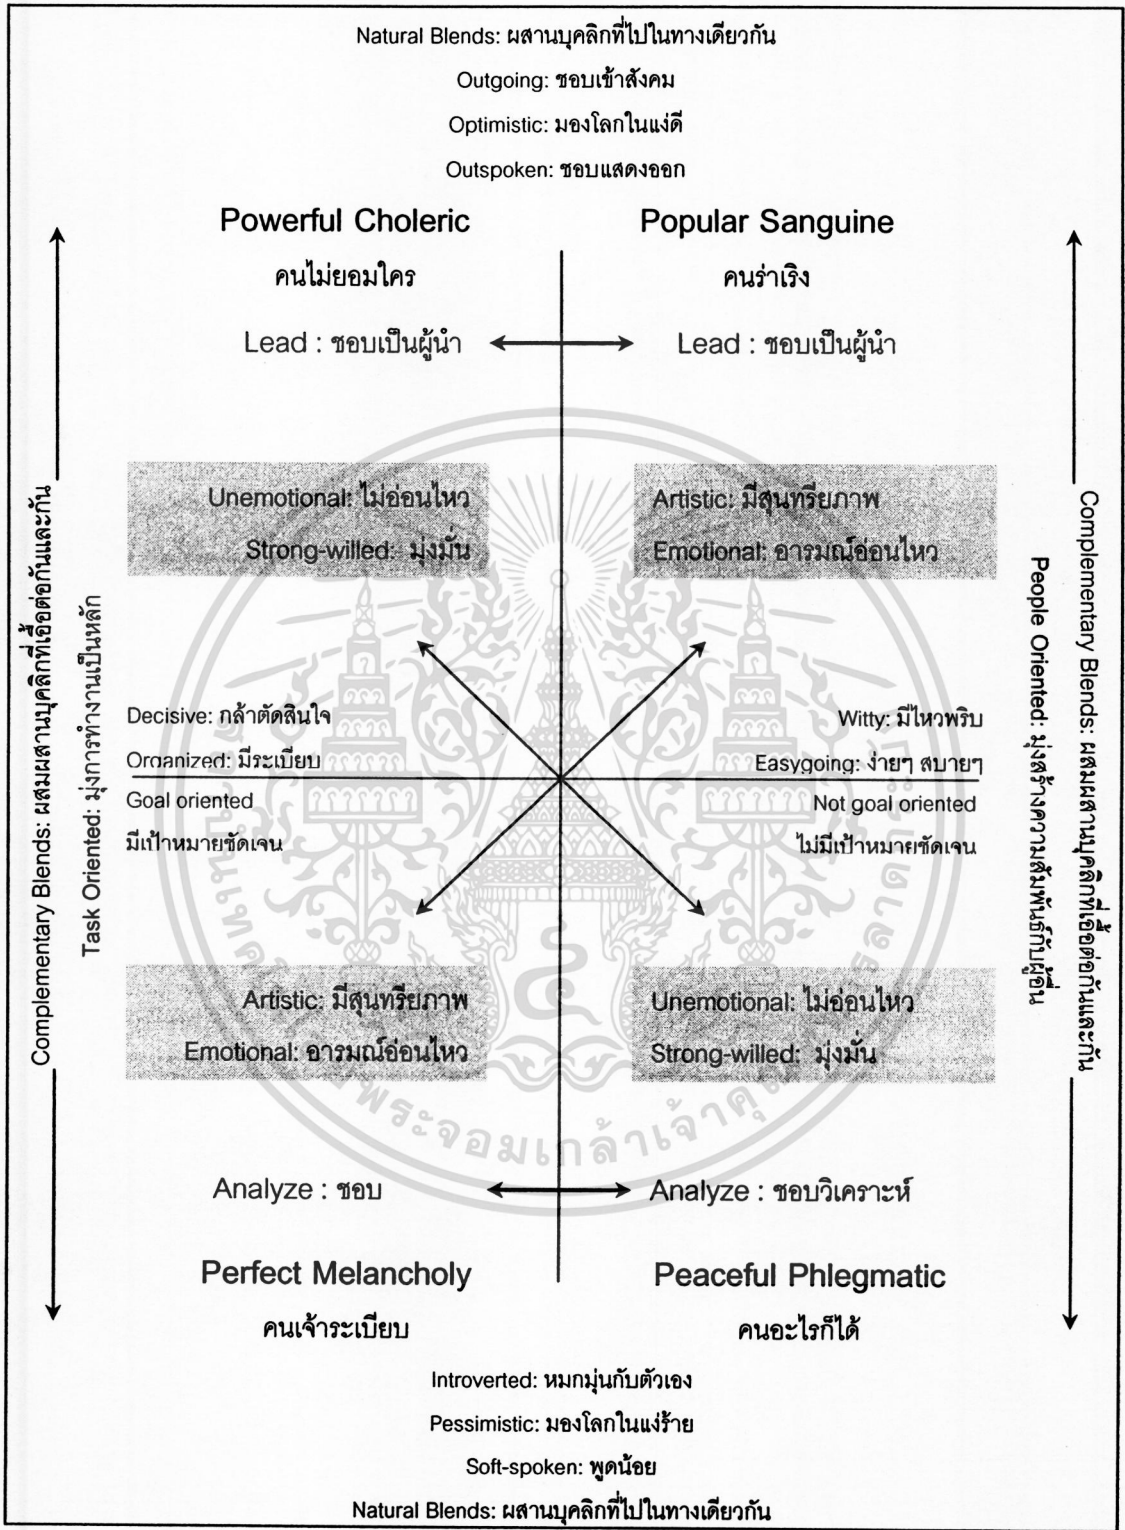 Natural Blends: ผสานบุคลิกที่ไปในทางเดียวกัน
Outgoing: ชอบเข้าสังคม
Optimistic: มองโลกในแง่ดี
Outspoken: ชอบแสดงออก
Powerful Choleric
คนไม่ยอมใคร
Popular Sanguine
คนร่าเริง
Lead : ชอบเป็นผู้นำ
Lead : ชอบเป็นผู้นำ
Unemotional: ไม่อ่อนไหว
Strong-willed: มุ่งมั่น
Artistic: มีสุนทรียภาพ
Emotional: อารมณ์อ่อนไหว
Complementary Blends: ผสมผสานบุคลิกที่เอื้อต่อกันและกัน
Task Oriented: มุ่งการทำงานเป็นหลัก
Decisive: กล้าตัดสินใจ
Organized: มีระเบียบ
Goal oriented
มีเป้าหมายชัดเจน
Witty: มีไหวพริบ
Easygoing: ง่ายๆ สบายๆ
Not goal oriented
ไม่มีเป้าหมายชัดเจน
People Oriented: มุ่งสร้างความสัมพันธ์กับผู้อื่น
Complementary Blends: ผสมผสานบุคลิกที่เอื้อต่อกันและกัน
Artistic: มีสุนทรียภาพ
Emotional: อารมณ์อ่อนไหว
Unemotional: ไม่อ่อนไหว
Strong-willed: มุ่งมั่น
Analyze : ชอบ
Analyze : ชอบวิเคราะห์
Perfect Melancholy
คนเจ้าระเบียบ
Peaceful Phlegmatic
คนอะไรก็ได้
Introverted: หมกมุ่นกับตัวเอง
Pessimistic: มองโลกในแง่ร้าย
Soft-spoken: พูดน้อย
Natural Blends: ผสานบุคลิกที่ไปในทางเดียวกัน